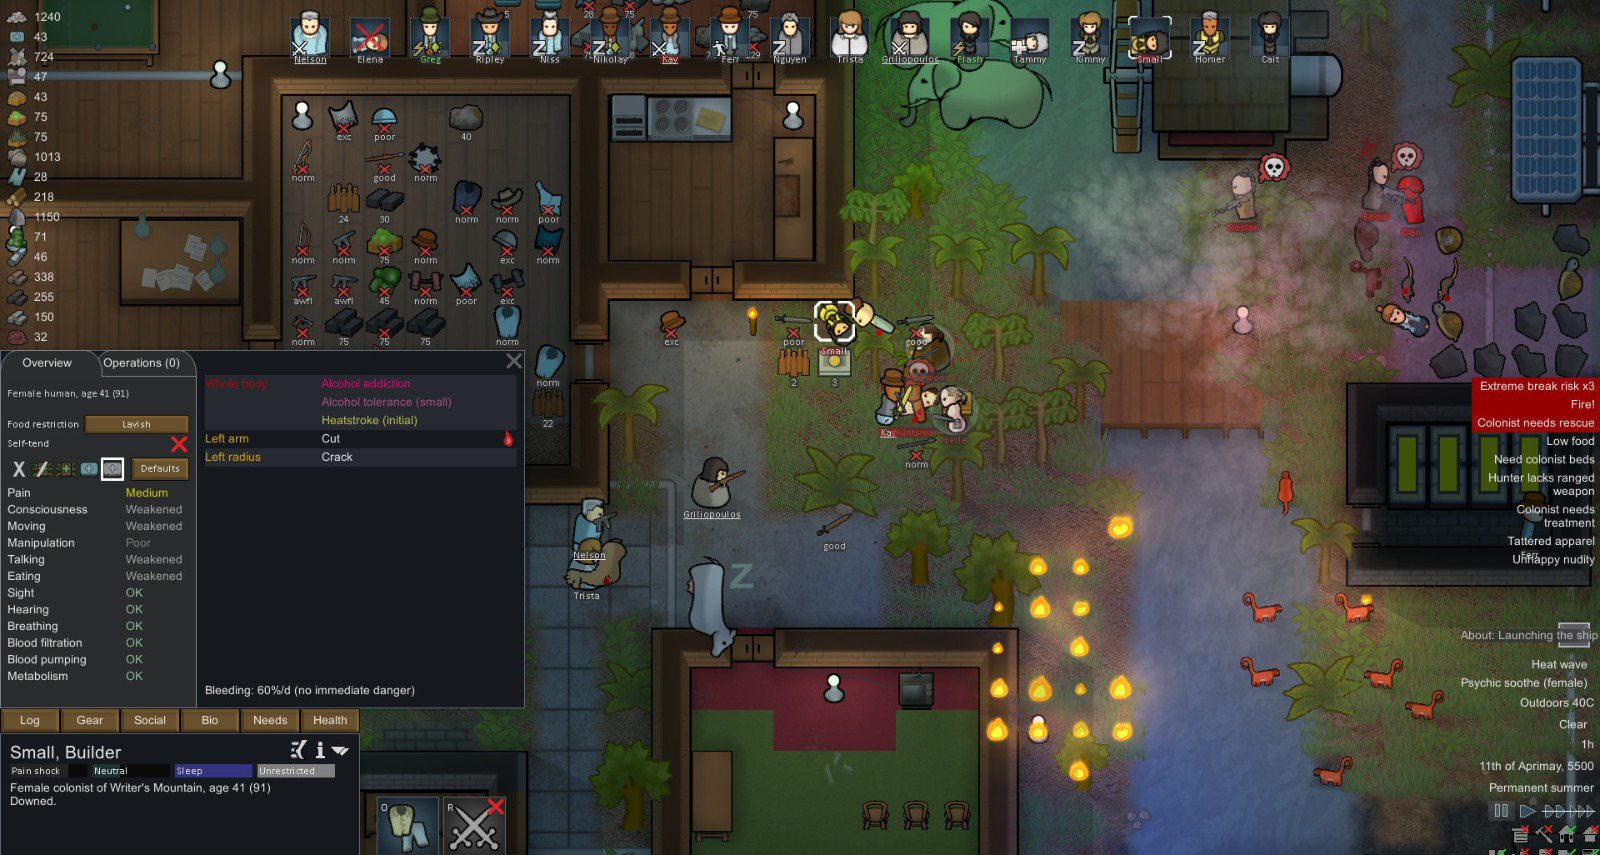 1240
43
724
47
43
75
75
1013
28
218
1150
71
46
338
255
150
32
5
28
75
75
Nelson
Elena
Greg
Ripley
Niss
Nikolay
Kay
Ferr
Nguyen
Trista
Griliopoulos
Flash
Tammy
Kimmy
Small
Homer
Cait
exc
poor
40
norm
good
norm
24
30
norm
norm
poor
norm
norm
75
norm
exc
norm
awfl
awfl
45
norm
poor
exc
norm
75
75
75
norm
norm
22
exc
poor
Small
good
2
3
norm
good
Griliopoulos
Nelson
Trista
Z
Overview
Operations (0)
Female human, age 41 (91)
Food restriction
Lavish
Self-tend
Defaults
Pain Medium
Consciousness Weakened
Moving Weakened
Manipulation Poor
Talking Weakened
Eating Weakened
Sight OK
Hearing OK
Breathing OK
Blood filtration OK
Blood pumping OK
Metabolism OK
Whole body Alcohol addiction
Alcohol tolerance (small)
Heatstroke (initial)
Left arm Cut
Left radius Crack
Bleeding: 60%/d (no immediate danger)
Log Gear Social Bio Needs Health
Small, Builder
Pain shock Neutral Sleep Unrestricted
Female colonist of Writer's Mountain, age 41 (91)
Downed.
Extreme break risk x3
Fire!
Colonist needs rescue
Low food
Need colonist beds
Hunter lacks ranged
weapon
Colonist needs
treatment
Tattered apparel
Unhappy nudity
About: Launching the ship
Heat wave
Psychic soothe (female)
Outdoors 40C
Clear
1h
11th of Aprimay, 5500
Permanent summer